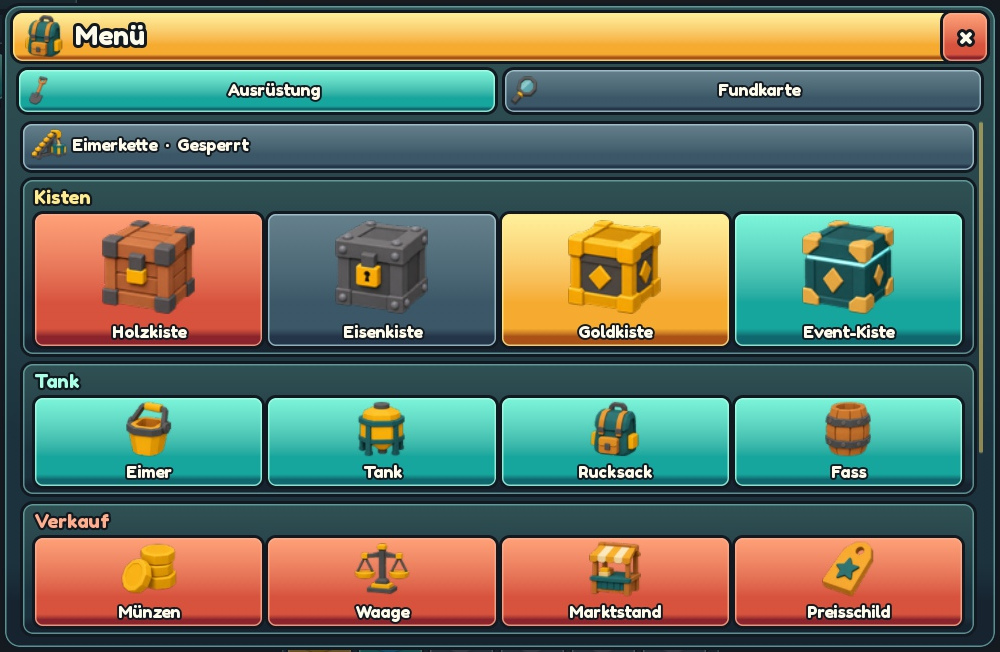 Menü
Ausrüstung
Fundkarte
Eimerkette · Gesperrt
Kisten
Holzkiste
Eisenkiste
Goldkiste
Event-Kiste
Tank
Eimer
Tank
Rucksack
Fass
Verkauf
Münzen
Waage
Marktstand
Preisschild